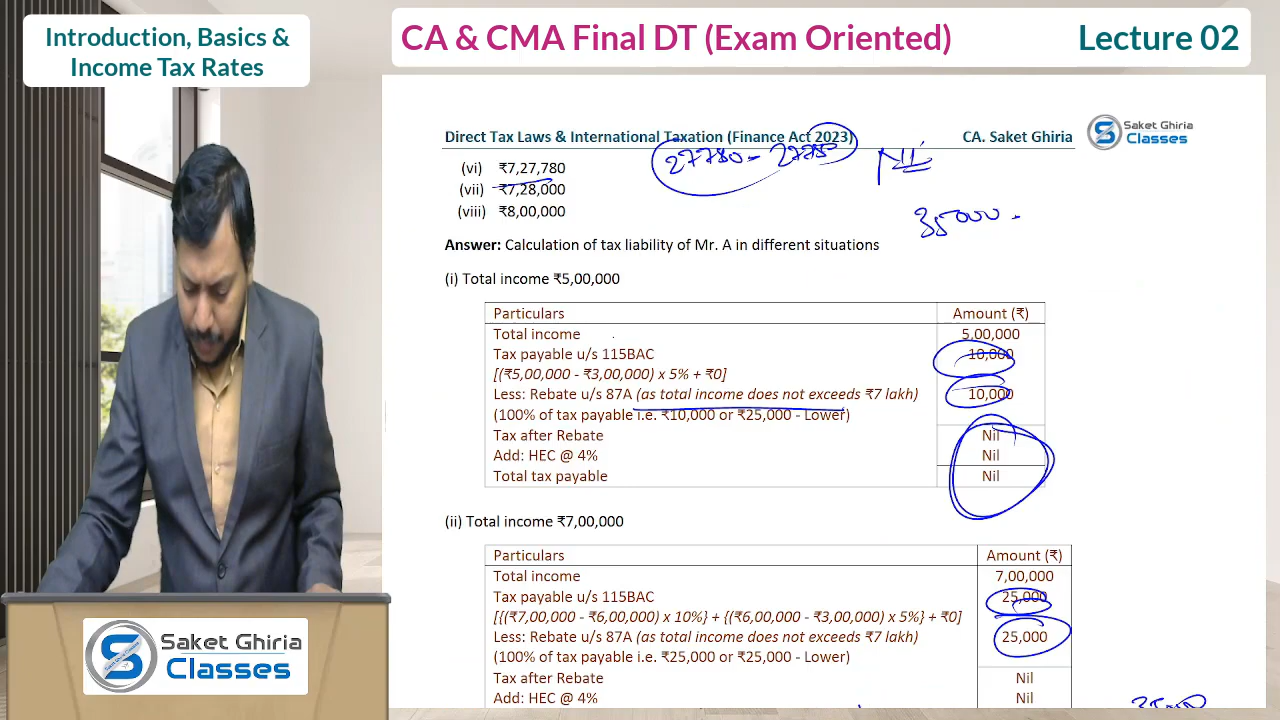 Introduction, Basics &
Income Tax Rates
CA & CMA Final DT (Exam Oriented)
Lecture 02
Direct Tax Laws & International Taxation (Finance Act 2023)
CA. Saket Ghiria
Saket Ghiria
Classes
27780 - 27780
Nil
35000
(vi) ₹7,27,780
(vii) ₹7,28,000
(viii) ₹8,00,000
Answer: Calculation of tax liability of Mr. A in different situations
(i) Total income ₹5,00,000
Particulars Amount (₹)
Total income 5,00,000
Tax payable u/s 115BAC 10,000
[(₹5,00,000 - ₹3,00,000) x 5% + ₹0]
Less: Rebate u/s 87A (as total income does not exceeds ₹7 lakh) 10,000
(100% of tax payable i.e. ₹10,000 or ₹25,000 - Lower)
Tax after Rebate Nil
Add: HEC @ 4% Nil
Total tax payable Nil
(ii) Total income ₹7,00,000
Particulars Amount (₹)
Total income 7,00,000
Tax payable u/s 115BAC 25,000
[{(₹7,00,000 - ₹6,00,000) x 10%} + {(₹6,00,000 - ₹3,00,000) x 5%} + ₹0]
Less: Rebate u/s 87A (as total income does not exceeds ₹7 lakh) 25,000
(100% of tax payable i.e. ₹25,000 or ₹25,000 - Lower)
Tax after Rebate Nil
Add: HEC @ 4% Nil
Saket Ghiria
Classes